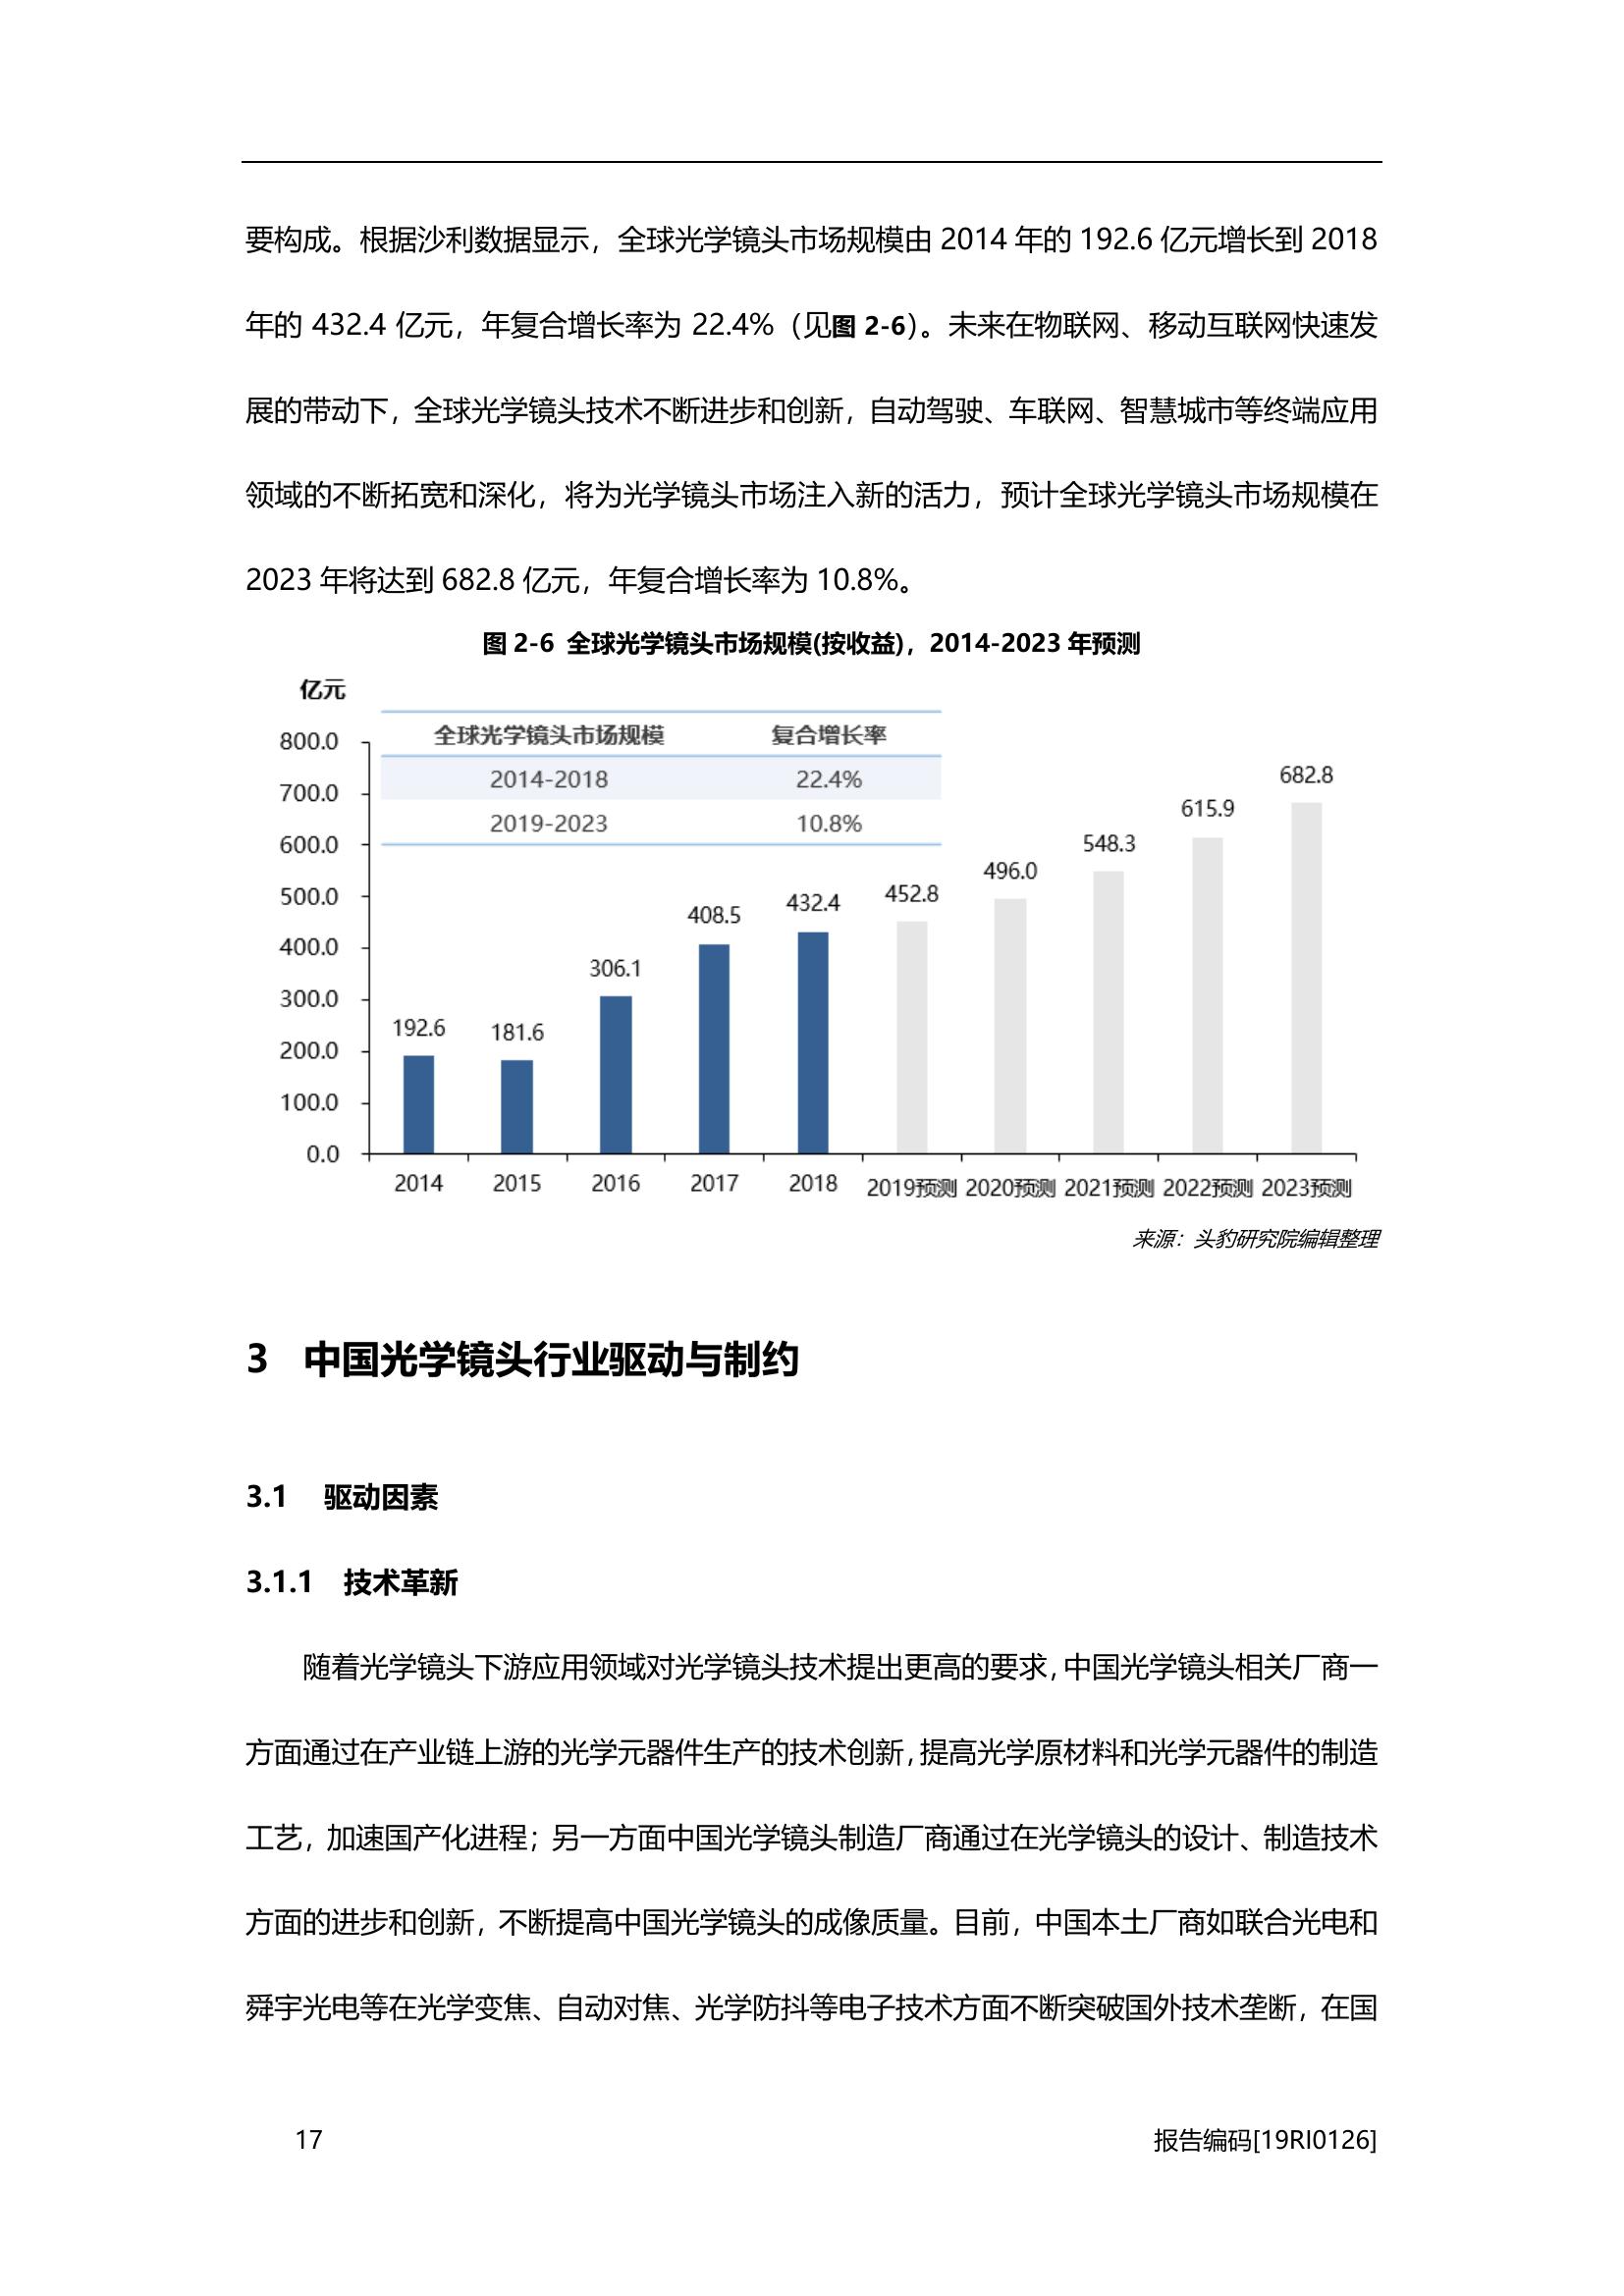 要构成。根据沙利数据显示，全球光学镜头市场规模由 2014 年的 192.6 亿元增长到 2018
年的 432.4 亿元，年复合增长率为 22.4%（见图 2-6）。未来在物联网、移动互联网快速发
展的带动下，全球光学镜头技术不断进步和创新，自动驾驶、车联网、智慧城市等终端应用
领域的不断拓宽和深化，将为光学镜头市场注入新的活力，预计全球光学镜头市场规模在
2023 年将达到 682.8 亿元，年复合增长率为 10.8%。
图 2-6 全球光学镜头市场规模(按收益)，2014-2023 年预测
亿元
全球光学镜头市场规模 复合增长率
2014-2018 22.4%
2019-2023 10.8%
800.0
700.0
600.0
500.0
400.0
300.0
200.0
100.0
0.0
192.6 181.6 306.1 408.5 432.4 452.8 496.0 548.3 615.9 682.8
2014 2015 2016 2017 2018 2019预测 2020预测 2021预测 2022预测 2023预测
来源：头豹研究院编辑整理
3 中国光学镜头行业驱动与制约
3.1 驱动因素
3.1.1 技术革新
随着光学镜头下游应用领域对光学镜头技术提出更高的要求，中国光学镜头相关厂商一
方面通过在产业链上游的光学元器件生产的技术创新，提高光学原材料和光学元器件的制造
工艺，加速国产化进程；另一方面中国光学镜头制造厂商通过在光学镜头的设计、制造技术
方面的进步和创新，不断提高中国光学镜头的成像质量。目前，中国本土厂商如联合光电和
舜宇光电等在光学变焦、自动对焦、光学防抖等电子技术方面不断突破国外技术垄断，在国
17 报告编码[19RI0126]